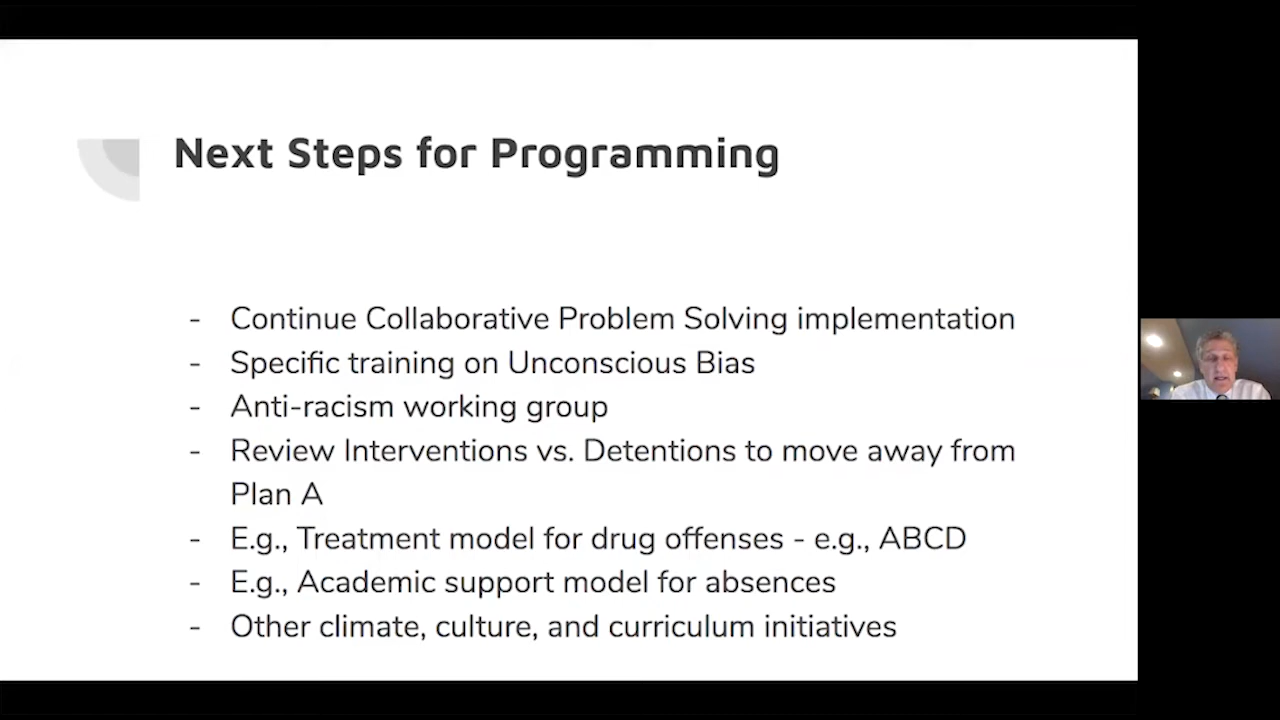 Next Steps for Programming
- Continue Collaborative Problem Solving implementation
- Specific training on Unconscious Bias
- Anti-racism working group
- Review Interventions vs. Detentions to move away from
Plan A
- E.g., Treatment model for drug offenses - e.g., ABCD
- E.g., Academic support model for absences
- Other climate, culture, and curriculum initiatives